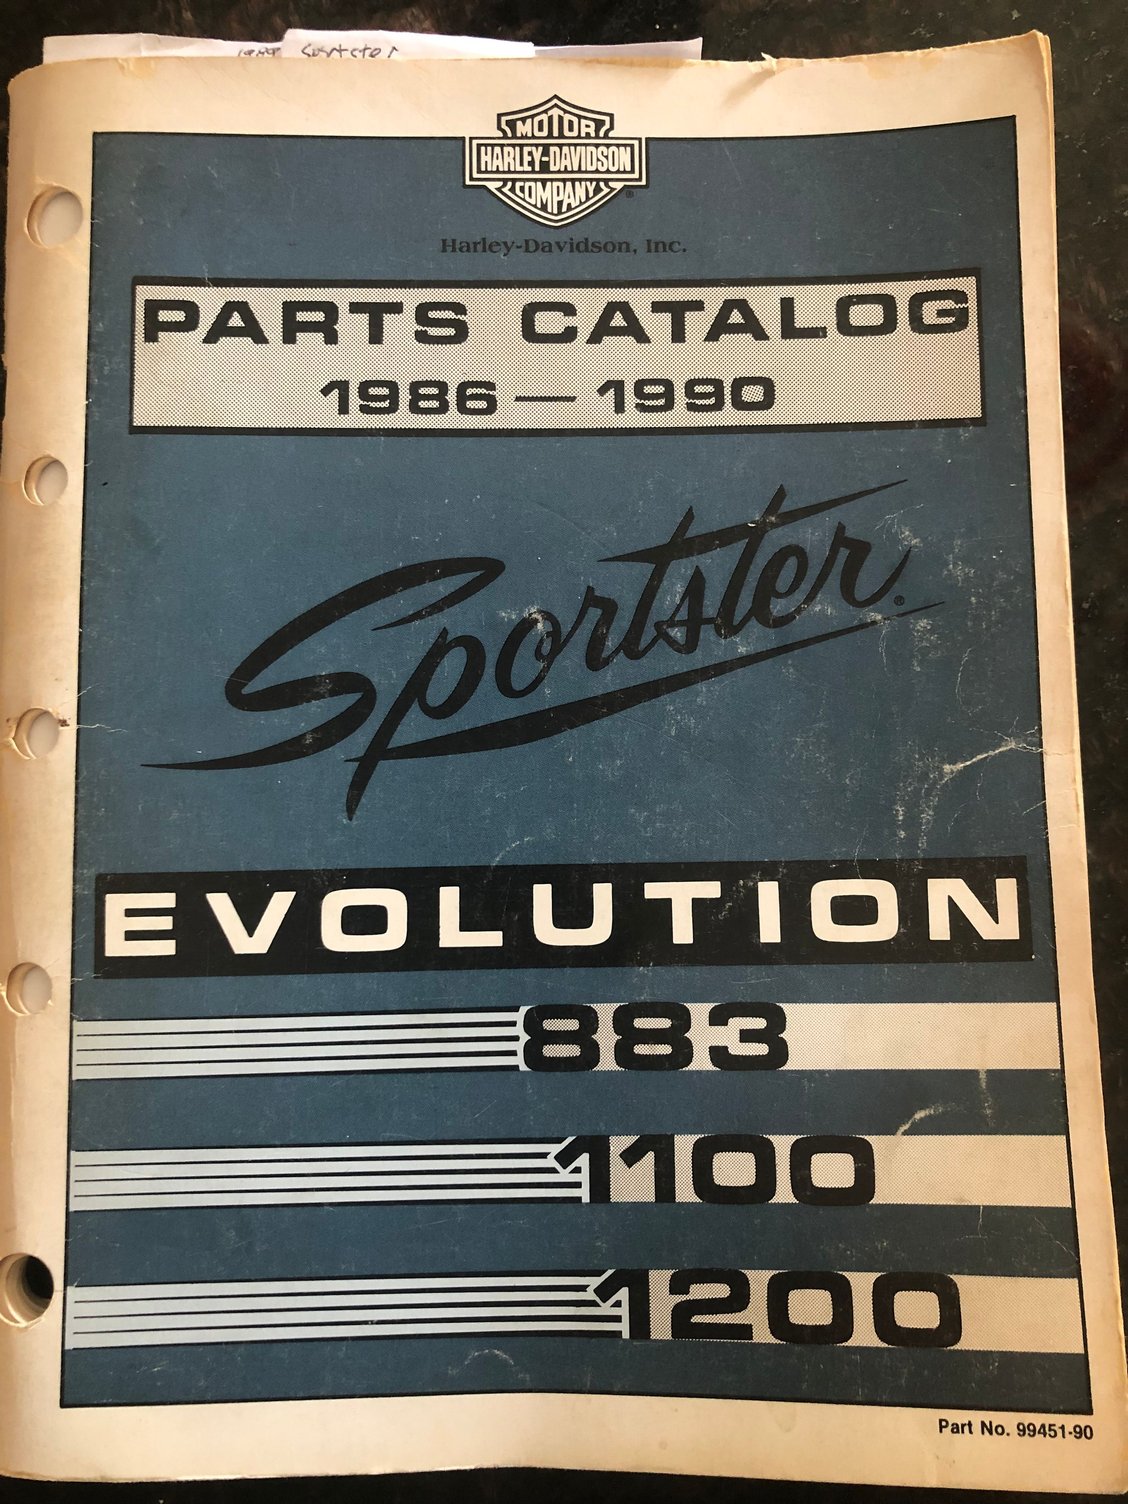 MOTOR
HARLEY-DAVIDSON
COMPANY
®
Harley-Davidson, Inc.
PARTS CATALOG
1986—1990
Sportster®
EVOLUTION
883
1100
1200
Part No. 99451-90